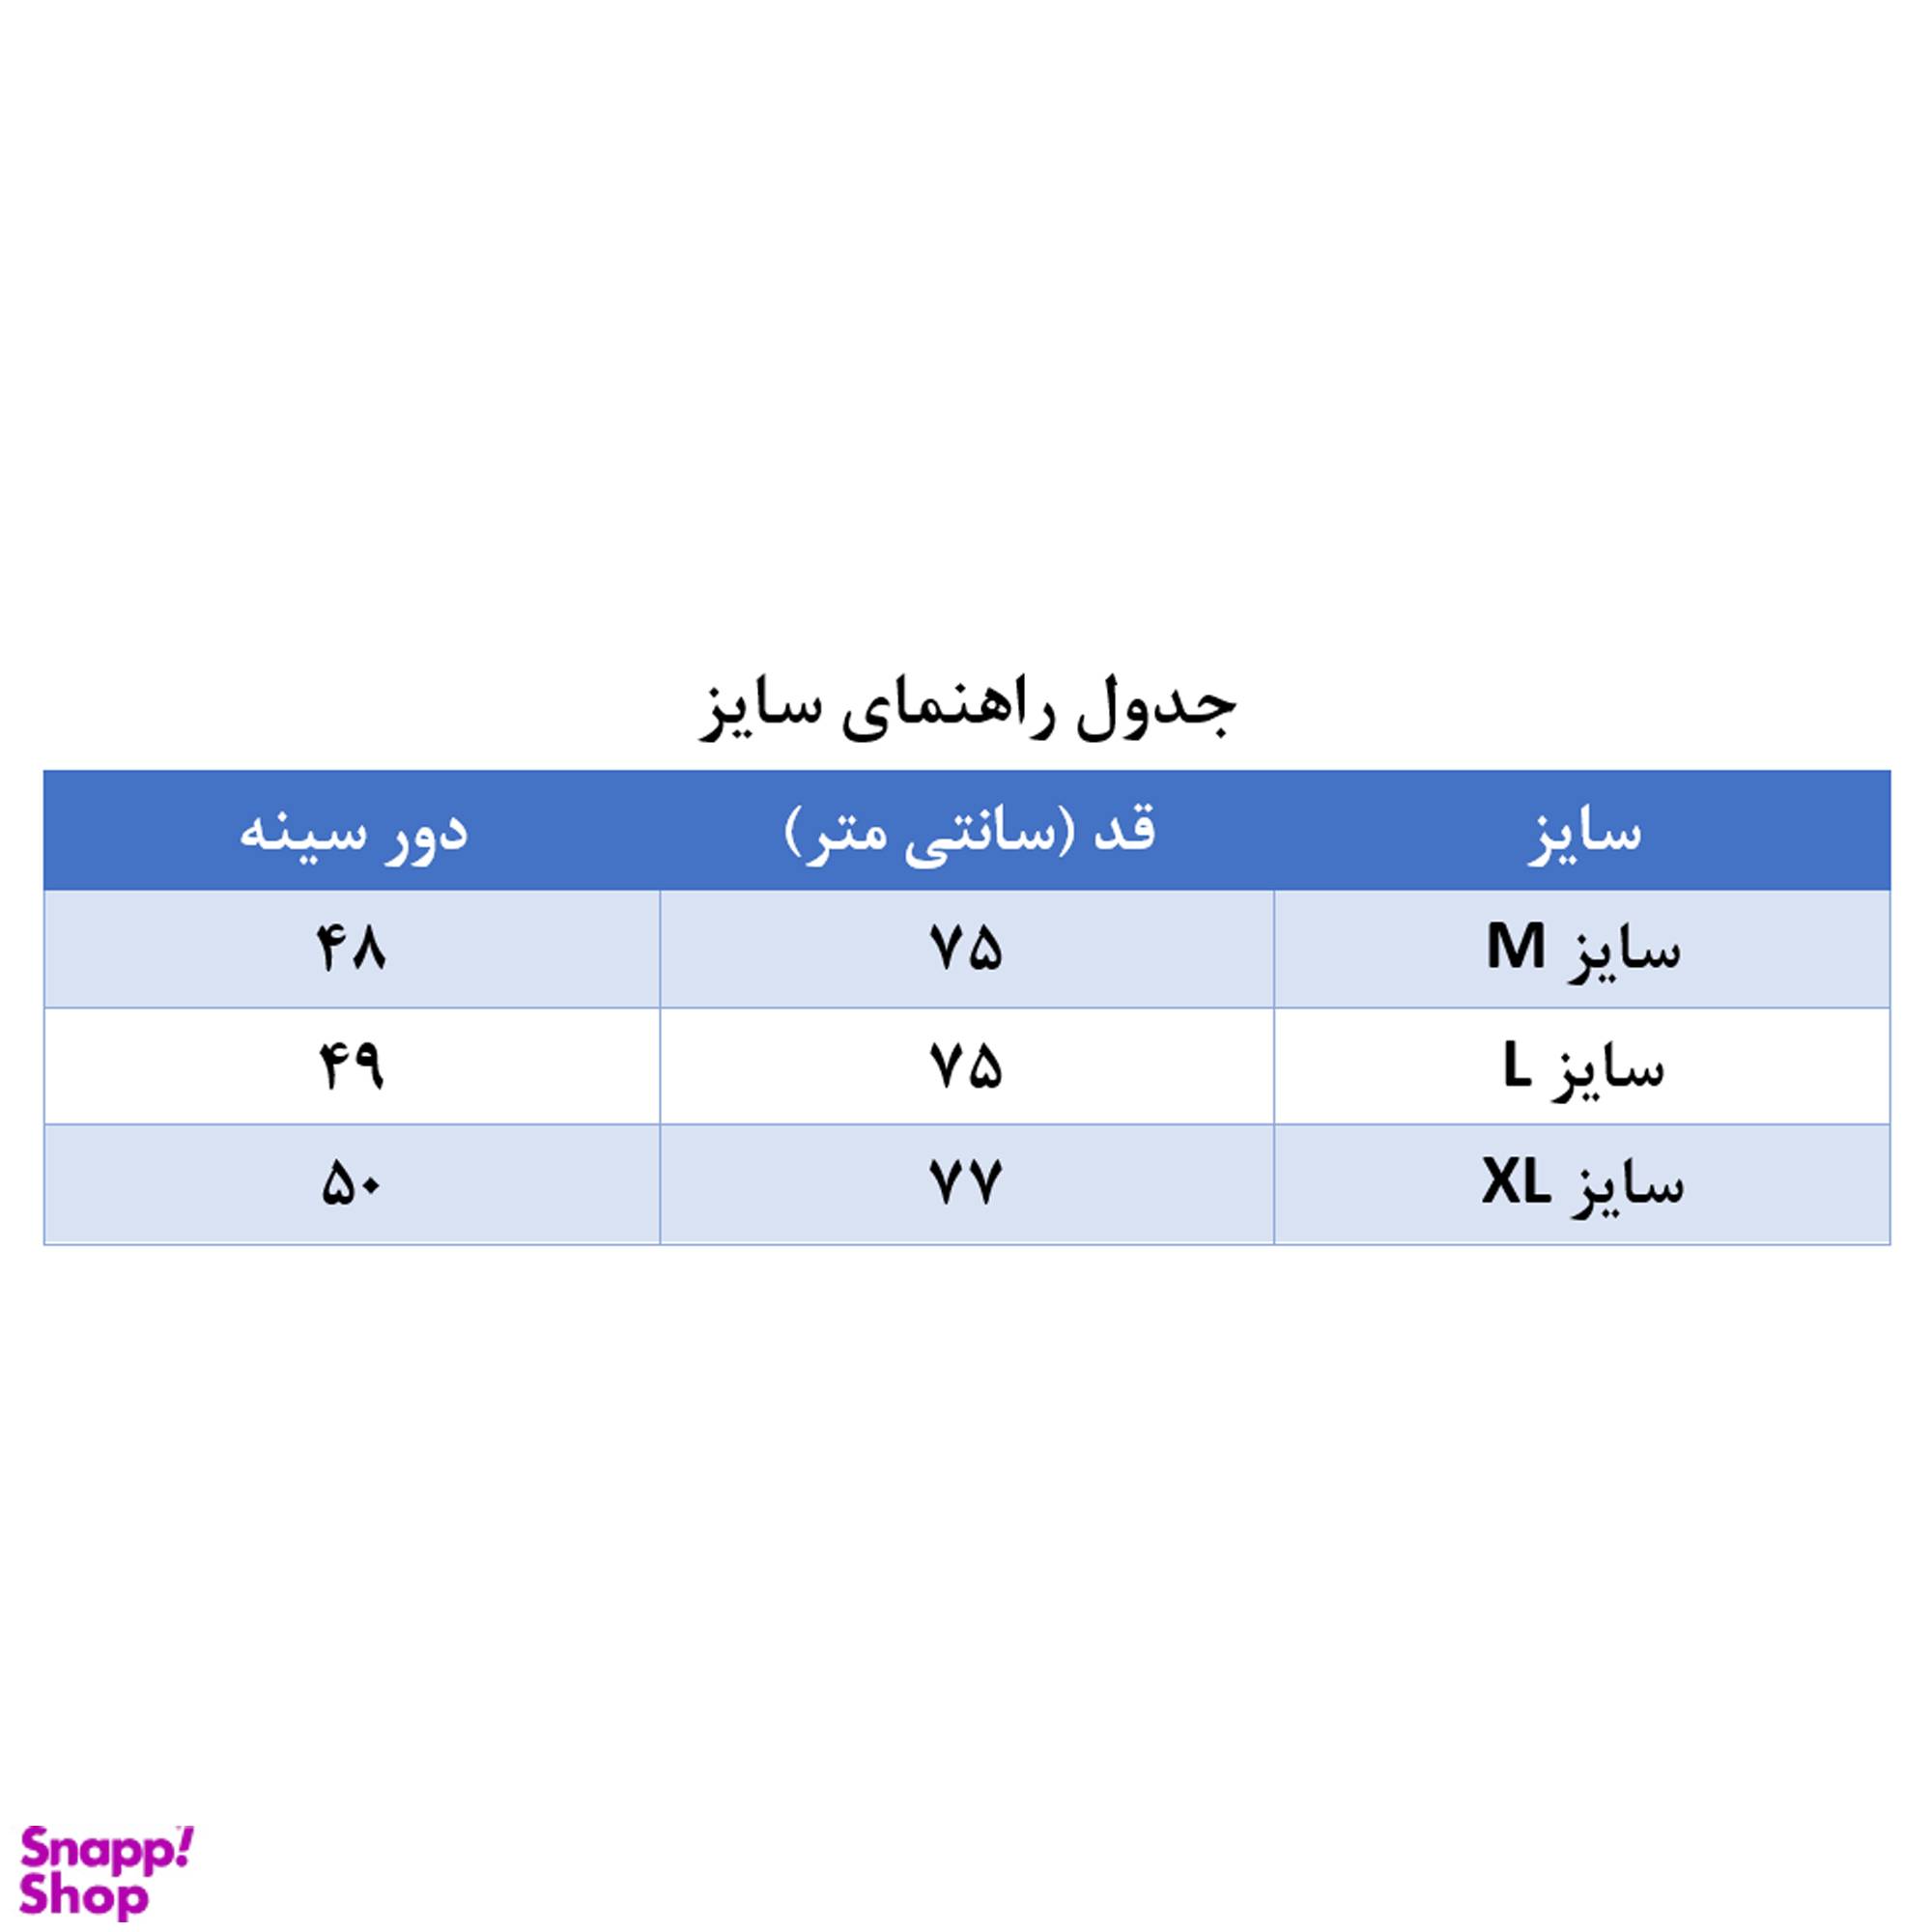 جدول راهنمای سایز
سایز قد (سانتی متر) دور سینه
سایز M ۷۵ ۴۸
سایز L ۷۵ ۴۹
سایز XL ۷۷ ۵۰
Snapp!
Shop